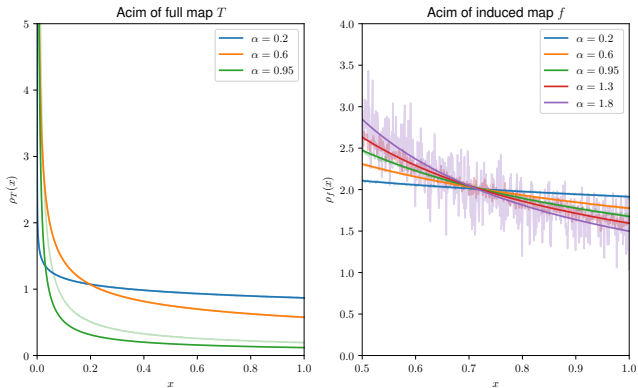 Acim of full map T
α = 0.2
α = 0.6
α = 0.95
ρ_T(x)
5
4
3
2
1
0
0.0 0.2 0.4 0.6 0.8 1.0
x
Acim of induced map f
α = 0.2
α = 0.6
α = 0.95
α = 1.3
α = 1.8
ρ_f(x)
4.0
3.5
3.0
2.5
2.0
1.5
1.0
0.5
0.0
0.5 0.6 0.7 0.8 0.9 1.0
x